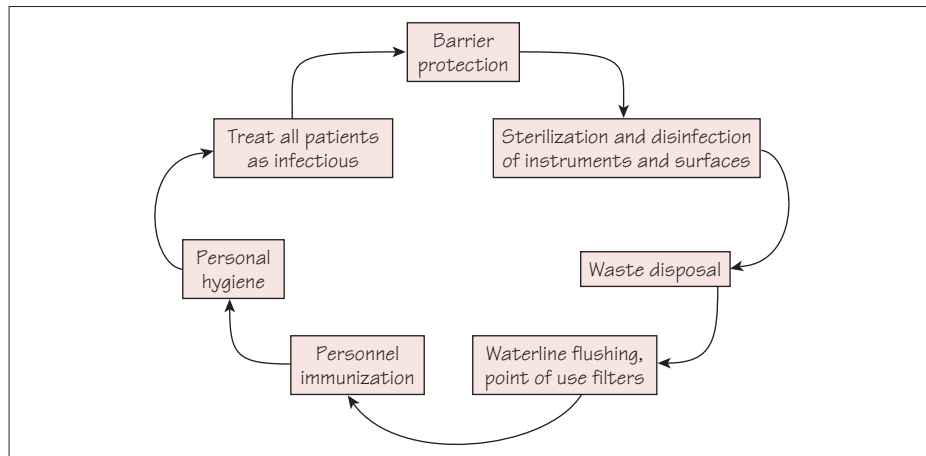 Barrier
protection
Treat all patients
as infectious
Sterilization and disinfection
of instruments and surfaces
Personal
hygiene
Waste disposal
Personnel
immunization
Waterline flushing,
point of use filters